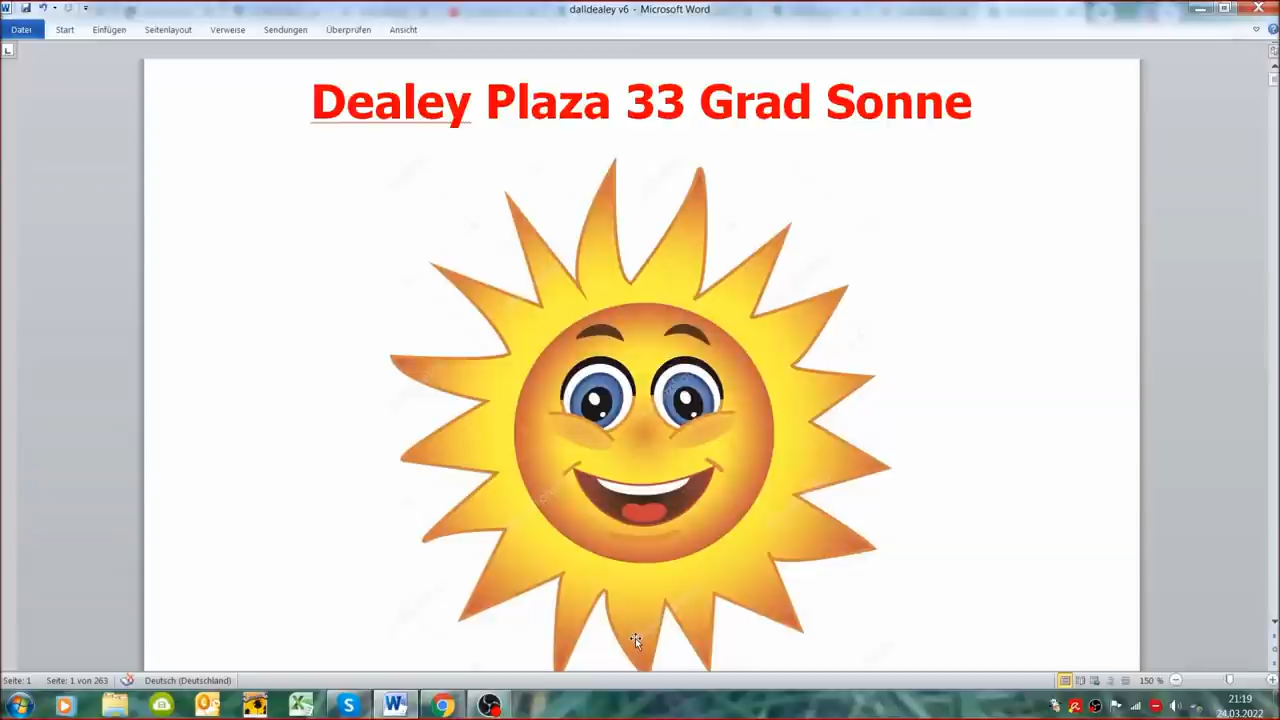 dalldealey v6 - Microsoft Word
Datei Start Einfügen Seitenlayout Verweise Sendungen Überprüfen Ansicht
Dealey Plaza 33 Grad Sonne
Seite: 1 Seite: 1 von 263 Deutsch (Deutschland) 150 %
21:19
24.03.2022